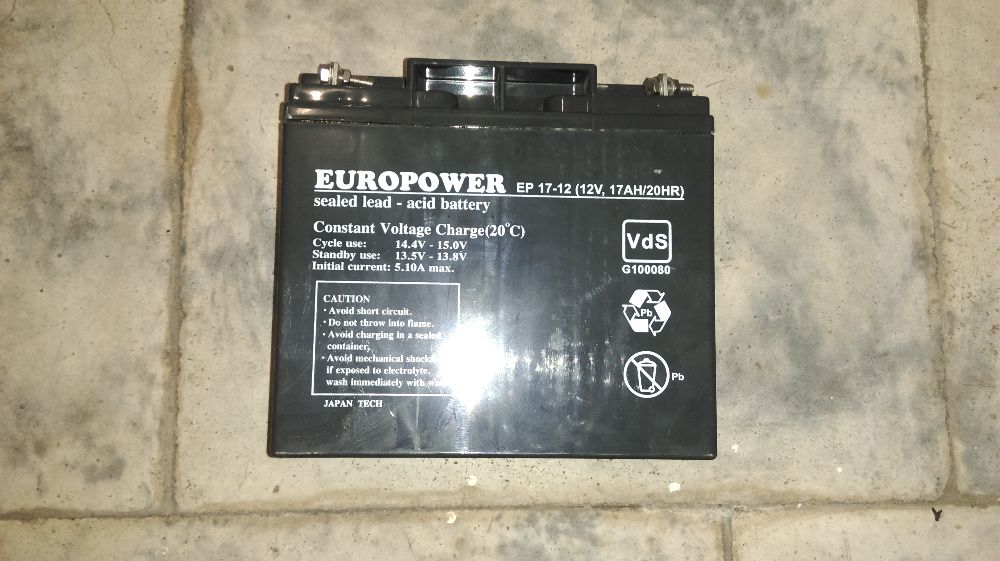 EUROPOWER EP 17-12 (12V, 17AH/20HR)
sealed lead - acid battery
Constant Voltage Charge(20°C)
Cycle use: 14.4V - 15.0V
Standby use: 13.5V - 13.8V
Initial current: 5.10A max.
VdS
G100080
CAUTION
· Avoid short circuit.
· Do not throw into flame.
· Avoid charging in a sealed
container,
· Avoid mechanical shock
if exposed to electrolyte,
wash immediately with
JAPAN TECH
Pb
Pb